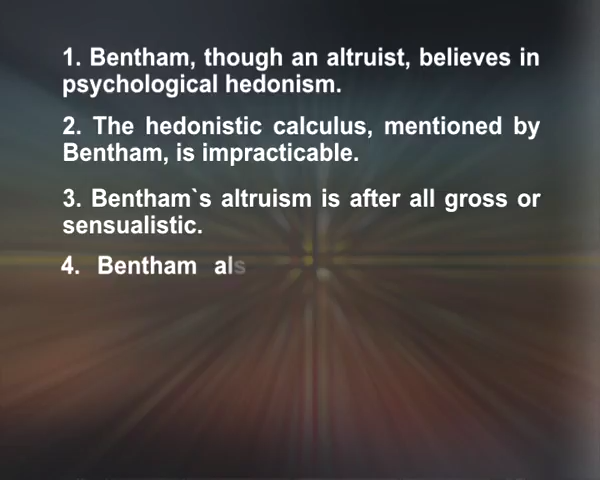 1. Bentham, though an altruist, believes in
psychological hedonism.
2. The hedonistic calculus, mentioned by
Bentham, is impracticable.
3. Bentham`s altruism is after all gross or
sensualistic.
4. Bentham als